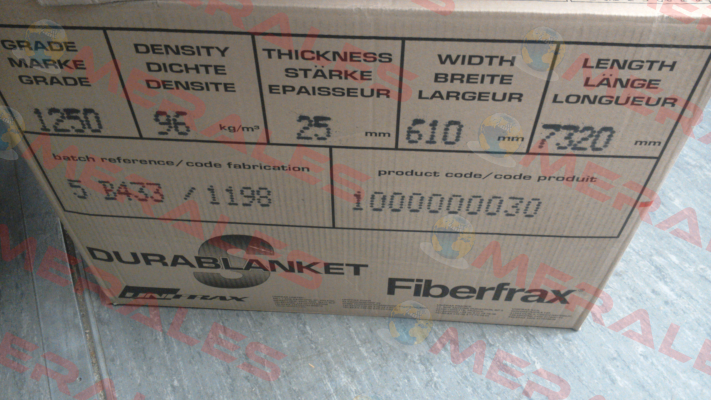 GRADE DENSITY THICKNESS WIDTH LENGTH
MARKE DICHTE STÄRKE BREITE LÄNGE
GRADE DENSITE EPAISSEUR LARGEUR LONGUEUR
1250 96 kg/m³ 25 mm 610 mm 7320 mm
batch reference/code fabrication product code/code produit
5 B433 / 1198 1000000030
S
DURABLANKET Fiberfrax
UNIFRAX
MERALES